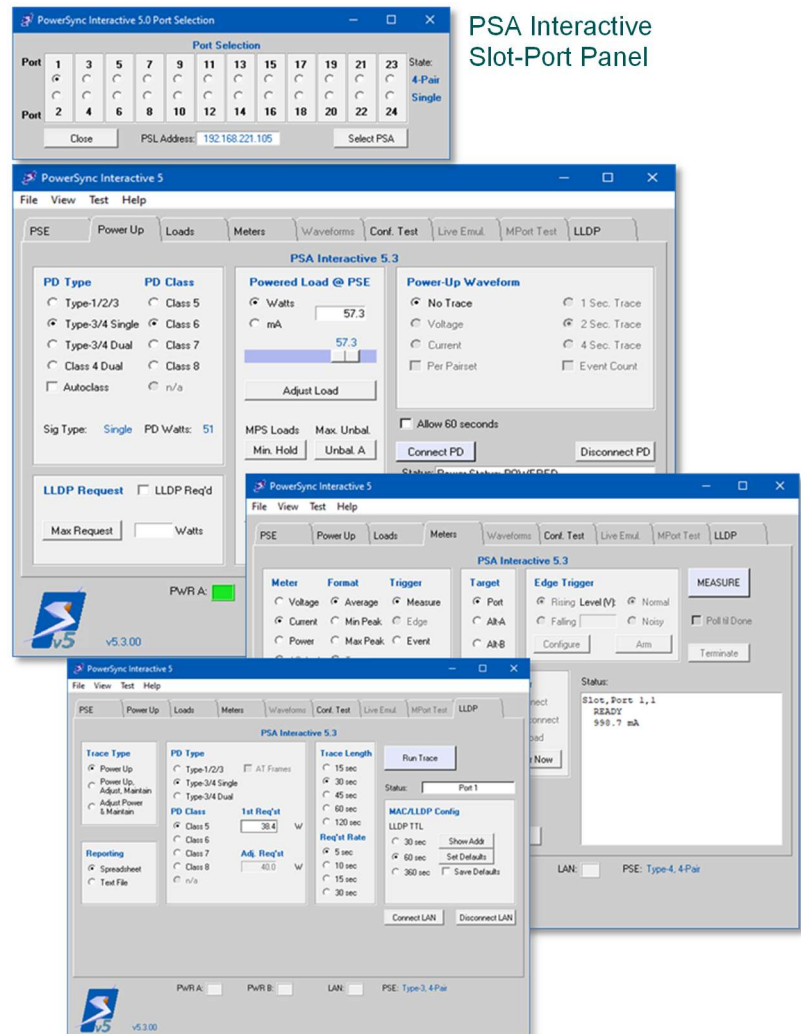 PSA Interactive
Slot-Port Panel
PowerSync Interactive 5.0 Port Selection
Port Selection
Port 1 3 5 7 9 11 13 15 17 19 21 23 State:
4-Pair
Single
Port 2 4 6 8 10 12 14 16 18 20 22 24
Close PSL Address: 192.168.221.105 Select PSA
PowerSync Interactive 5
File View Test Help
PSE Power Up Loads Meters Waveforms Conf. Test Live Emul. MPort Test LLDP
PSA Interactive 5.3
PD Type PD Class Powered Load @ PSE Power-Up Waveform
Type-1/2/3 Class 5 Watts 57.3 No Trace 1 Sec. Trace
Type-3/4 Single Class 6 mA Voltage 2 Sec. Trace
Type-3/4 Dual Class 7 57.3 Current 4 Sec. Trace
Class 4 Dual Class 8 Per Pairset Event Count
Autoclass n/a Adjust Load
Allow 60 seconds
Sig Type: Single PD Watts: 51 MPS Loads Max. Unbal.
Min. Hold Unbal. A Connect PD Disconnect PD
Status: Power Status: POWERED
LLDP Request LLDP Req'd
Max Request Watts
PWR A:
v5
v5.3.00
PowerSync Interactive 5
File View Test Help
PSE Power Up Loads Meters Waveforms Conf. Test Live Emul. MPort Test LLDP
PSA Interactive 5.3
Meter Format Trigger Target Edge Trigger MEASURE
Voltage Average Measure Port Rising Level (V): Normal
Current Min Peak Edge Alt-A Falling Noisy Poll til Done
Power Max Peak Event Alt-B Configure Arm Terminate
Status:
Slot,Port 1,1
READY
998.7 mA
Now
LAN: PSE: Type-4, 4-Pair
PowerSync Interactive 5
File View Test Help
PSE Power Up Loads Meters Waveforms Conf. Test Live Emul. MPort Test LLDP
PSA Interactive 5.3
Trace Type PD Type Trace Length Run Trace
Power Up Type-1/2/3 AT Frames 15 sec
Power Up, Adjust, Maintain Type-3/4 Single 30 sec Status: Port 1
Adjust Power & Maintain Type-3/4 Dual 45 sec
PD Class 1st Req'st 60 sec MAC/LLDP Config
Class 5 38.4 W 120 sec LLDP TTL
Class 6 Req'st Rate 30 sec Show Addr
Reporting Class 7 Adj. Req'st 5 sec 60 sec Set Defaults
Spreadsheet Class 8 40.0 W 10 sec 360 sec Save Defaults
Text File n/a 15 sec
30 sec Connect LAN Disconnect LAN
PWR A: PWR B: LAN: PSE: Type-3, 4-Pair
v5
v5.3.00